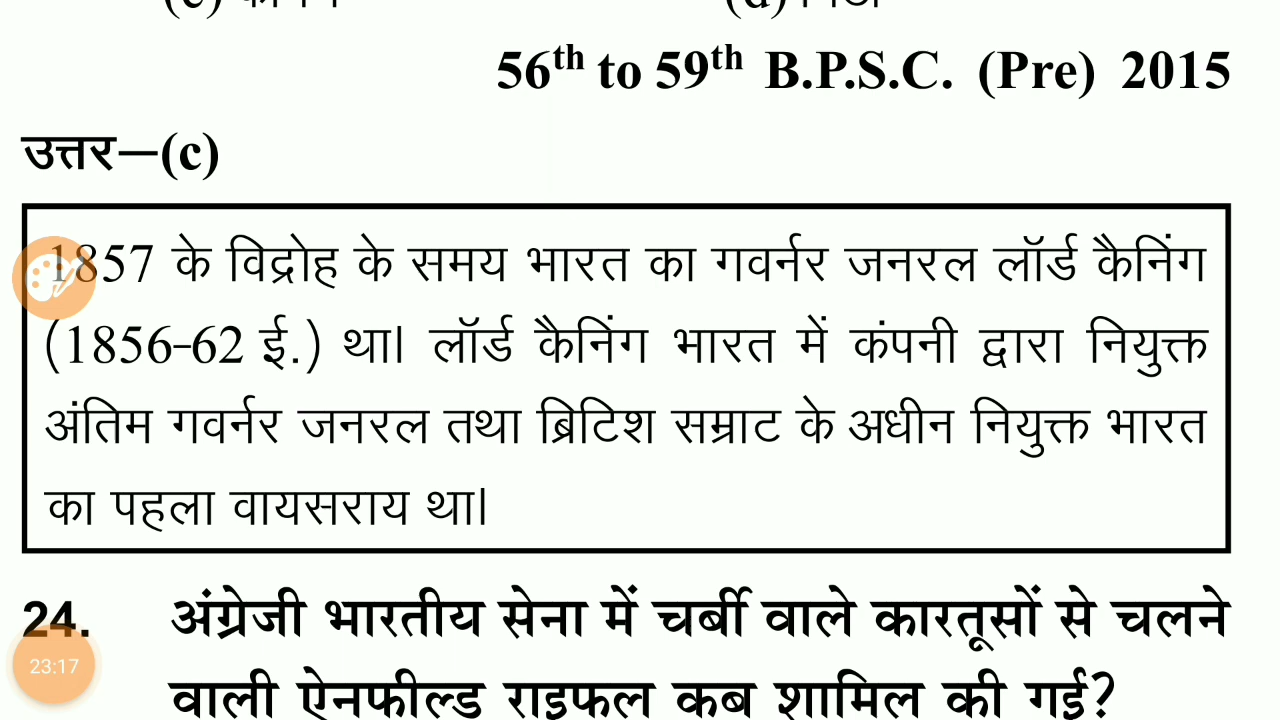 (c)
(d)
56th to 59th B.P.S.C. (Pre) 2015
उत्तर—(c)
1857 के विद्रोह के समय भारत का गवर्नर जनरल लॉर्ड कैनिंग
(1856-62 ई.) था। लॉर्ड कैनिंग भारत में कंपनी द्वारा नियुक्त
अंतिम गवर्नर जनरल तथा ब्रिटिश सम्राट के अधीन नियुक्त भारत
का पहला वायसराय था।
24. अंग्रेजी भारतीय सेना में चर्बी वाले कारतूसों से चलने
23:17
वाली ऐनफील्ड राइफल कब शामिल की गई?